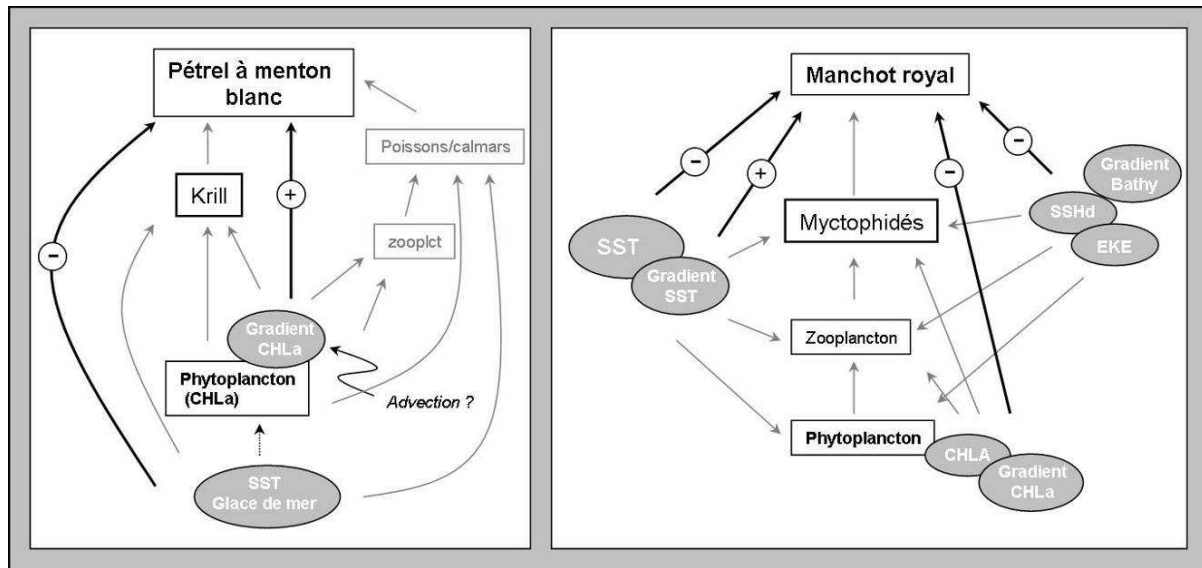 Pétrel à menton
blanc
Poissons/calmars
Krill
+
zooplct
-
Gradient
CHLa
Phytoplancton
(CHLa)
Advection ?
SST
Glace de mer
Manchot royal
-
+
-
-
Gradient
Bathy
SSHd
EKE
Myctophidés
SST
Gradient
SST
Zooplancton
Phytoplancton
CHLA
Gradient
CHLa